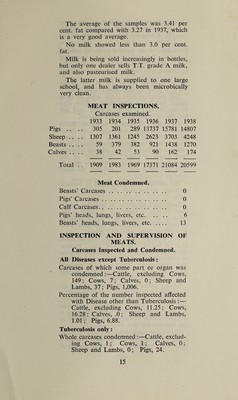 The average of the samples was 3.41 per
cent. fat compared with 3.27 in 1937, which
is a very good average.
No milk showed less than 3.0 per cent.
fat.
Milk is being sold increasingly in bottles,
but only one dealer sells T.T. grade A milk,
and also pasteurised milk.
The latter milk is supplied to one large
school, and has always been microbically
very clean.
MEAT INSPECTIONS.
Carcases examined.
1933 1934 1935 1936 1937 1938
Pigs .. .. 305 201 289 13737 15781 14807
Sheep .. .. 1307 1361 1245 2623 3703 4248
Beasts .. .. 59 379 382 921 1438 1270
Calves .. .. 38 42 53 90 162 174
Total .. 1909 1983 1969 17371 21084 20599
Meat Condemned.
Beasts' Carcases .. .. .. .. .. .. 0
Pigs' Carcases .. .. .. .. .. .. 0
Calf Carcases .. .. .. .. .. .. 0
Pigs' heads, lungs, livers, etc. .. .. 6
Beasts' heads, lungs, livers, etc. .. 13
INSPECTION AND SUPERVISION OF
MEATS.
Carcases Inspected and Condemned.
All Diseases except Tuberculosis:
Carcases of which some part or organ was
condemned:—Cattle, excluding Cows,
149; Cows, 7; Calves, 0; Sheep and
Lambs, 37; Pigs, 1,006.
Percentage of the number inspected affected
with Disease other than Tuberculosis:—
Cattle, excluding Cows, 11.25; Cows,
16.28; Calves, .0; Sheep and Lambs,
1.01; Pigs, 6.88.
Tuberculosis only:
Whole carcases condemned:—Cattle, exclud-
ing Cows, 1; Cows, 1; Calves, 0;
Sheep and Lambs, 0; Pigs, 24.
15